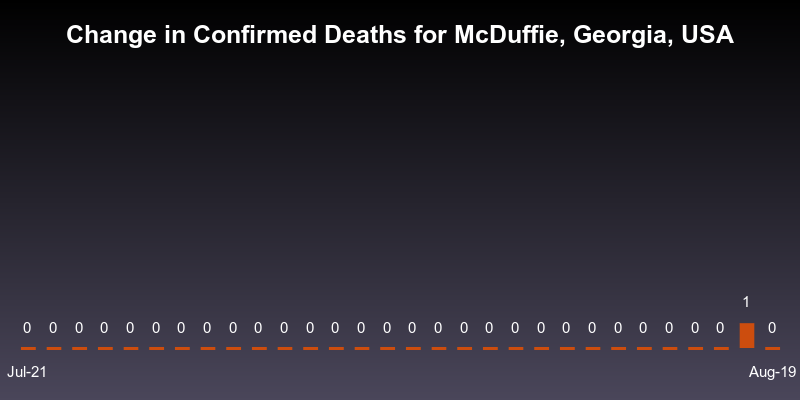 Change in Confirmed Deaths for McDuffie, Georgia, USA
1
0 0 0 0 0 0 0 0 0 0 0 0 0 0 0 0 0 0 0 0 0 0 0 0 0 0 0 0 0
Jul-21 Aug-19